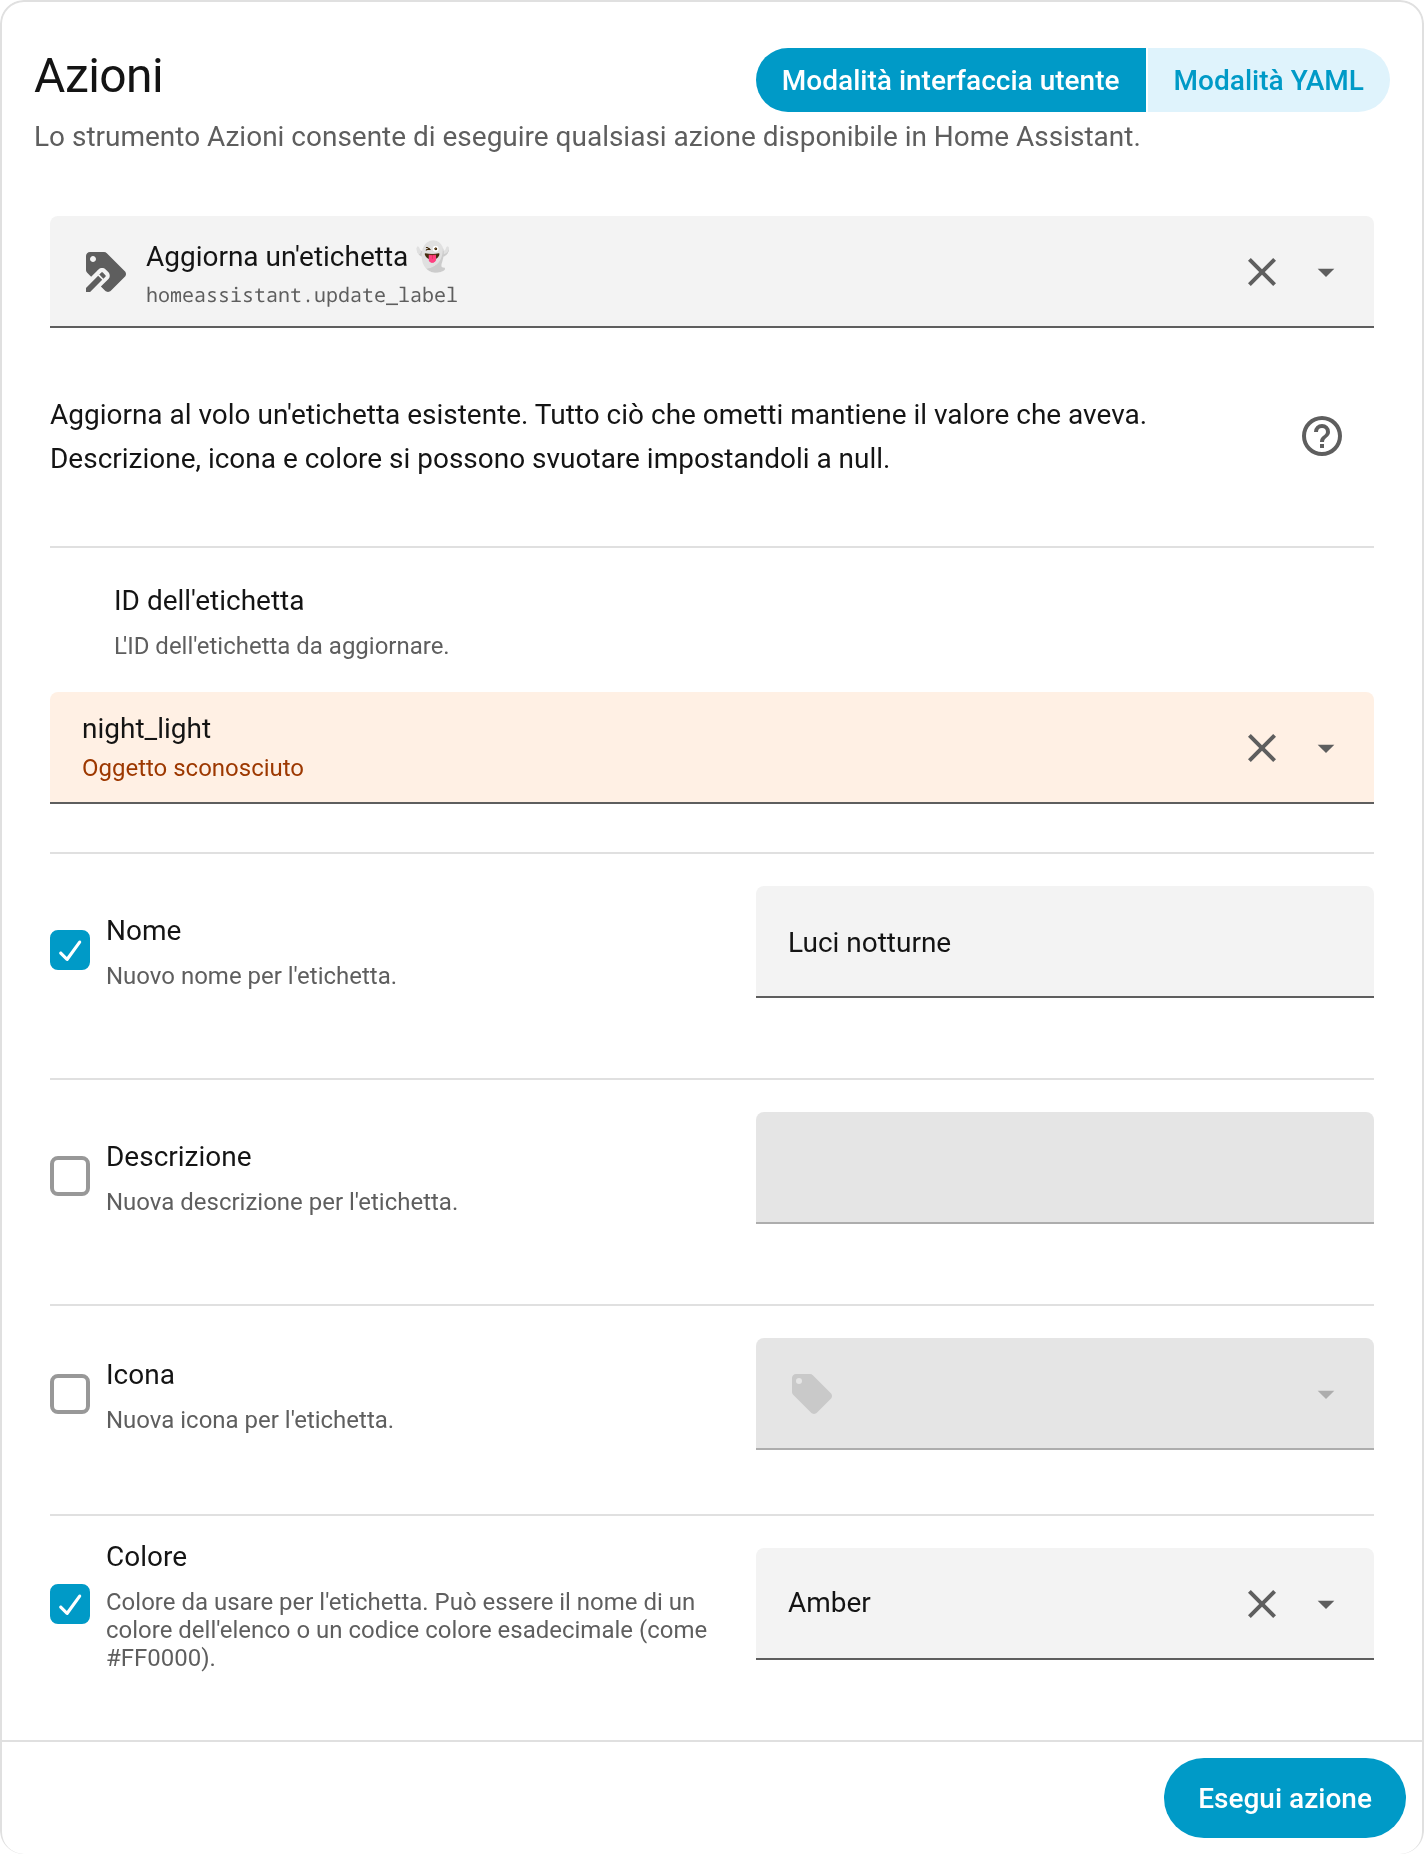 Azioni
Modalità interfaccia utente
Modalità YAML
Lo strumento Azioni consente di eseguire qualsiasi azione disponibile in Home Assistant.
Aggiorna un'etichetta 👻
homeassistant.update_label
Aggiorna al volo un'etichetta esistente. Tutto ciò che ometti mantiene il valore che aveva.
Descrizione, icona e colore si possono svuotare impostandoli a null.
ID dell'etichetta
L'ID dell'etichetta da aggiornare.
night_light
Oggetto sconosciuto
Nome
Nuovo nome per l'etichetta.
Luci notturne
Descrizione
Nuova descrizione per l'etichetta.
Icona
Nuova icona per l'etichetta.
Colore
Colore da usare per l'etichetta. Può essere il nome di un
colore dell'elenco o un codice colore esadecimale (come
#FF0000).
Amber
Esegui azione